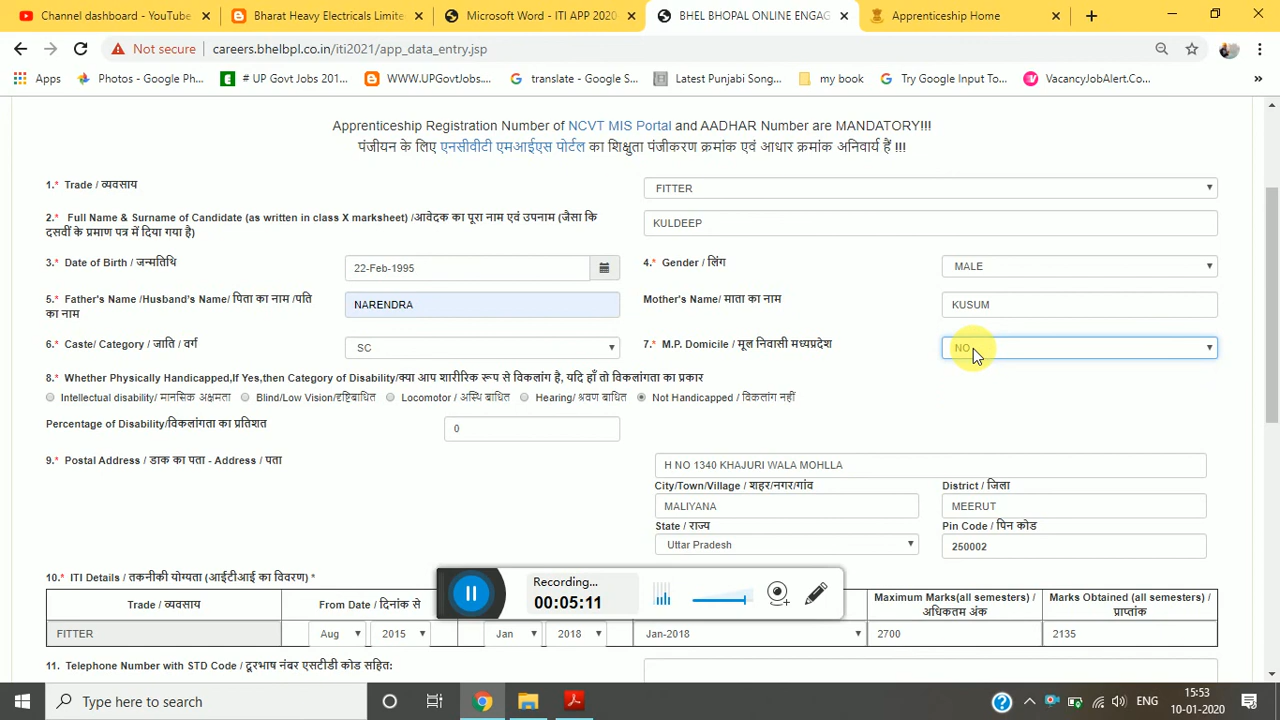 Channel dashboard - YouTube
Bharat Heavy Electricals Limite
Microsoft Word - ITI APP 2020
BHEL BHOPAL ONLINE ENGAG
Apprenticeship Home
Not secure
careers.bhelbpl.co.in/iti2021/app_data_entry.jsp
Apps
Photos - Google Ph...
# UP Govt Jobs 201...
WWW.UPGovtJobs....
translate - Google S...
Latest Punjabi Song...
my book
Try Google Input To...
VacancyJobAlert.Co...
Apprenticeship Registration Number of NCVT MIS Portal and AADHAR Number are MANDATORY!!!
पंजीयन के लिए एनसीवीटी एमआईएस पोर्टल का शिक्षुता पंजीकरण क्रमांक एवं आधार क्रमांक अनिवार्य हैं !!!
1.* Trade / व्यवसाय
FITTER
2.* Full Name & Surname of Candidate (as written in class X marksheet) /आवेदक का पूरा नाम एवं उपनाम (जैसा कि
दसवीं के प्रमाण पत्र में दिया गया है)
KULDEEP
3.* Date of Birth / जन्मतिथि
22-Feb-1995
4.* Gender / लिंग
MALE
5.* Father's Name /Husband's Name/ पिता का नाम /पति
का नाम
NARENDRA
Mother's Name/ माता का नाम
KUSUM
6.* Caste/ Category / जाति / वर्ग
SC
7.* M.P. Domicile / मूल निवासी मध्यप्रदेश
NO
8.* Whether Physically Handicapped,If Yes,then Category of Disability/क्या आप शारीरिक रूप से विकलांग है, यदि हाँ तो विकलांगता का प्रकार
Intellectual disability/ मानसिक अक्षमता
Blind/Low Vision/दृष्टिबाधित
Locomotor / अस्थि बाधित
Hearing/ श्रवण बाधित
Not Handicapped / विकलांग नहीं
Percentage of Disability/विकलांगता का प्रतिशत
0
9.* Postal Address / डाक का पता - Address / पता
H NO 1340 KHAJURI WALA MOHLLA
City/Town/Village / शहर/नगर/गांव
District / जिला
MALIYANA
MEERUT
State / राज्य
Pin Code / पिन कोड
Uttar Pradesh
250002
10.* ITI Details / तकनीकी योग्यता (आईटीआई का विवरण) *
Recording...
00:05:11
Trade / व्यवसाय
From Date / दिनांक से
Maximum Marks(all semesters) /
अधिकतम अंक
Marks Obtained (all semesters) /
प्राप्तांक
FITTER
Aug
2015
Jan
2018
Jan-2018
2700
2135
11. Telephone Number with STD Code / दूरभाष नंबर एसटीडी कोड सहित:
Type here to search
ENG
15:53
10-01-2020